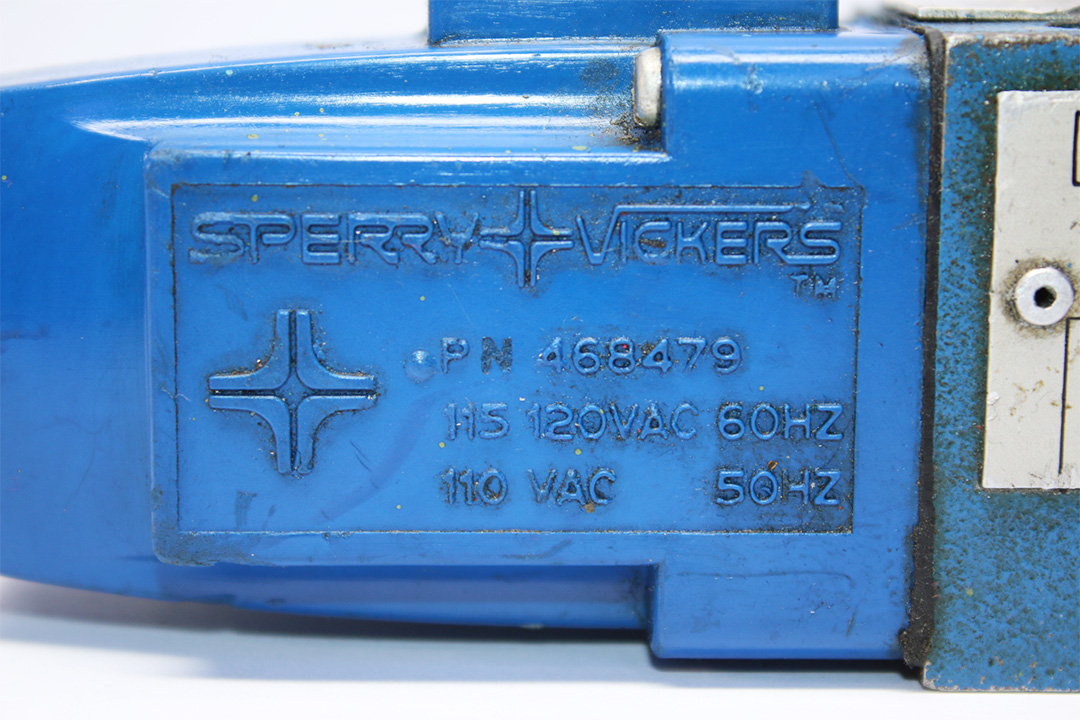 SPERRY VICKERS
TM
PN 468479
115 120VAC 60HZ
110 VAC 50HZ